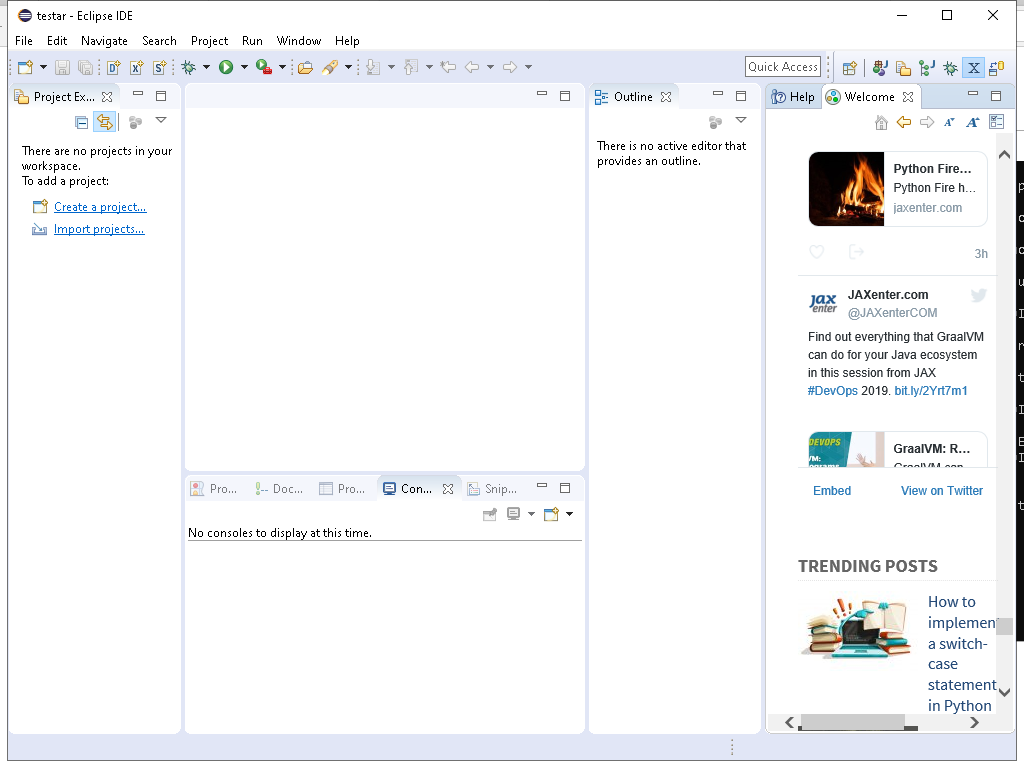 testar - Eclipse IDE
File Edit Navigate Search Project Run Window Help
Quick Access
Project Ex...
There are no projects in your
workspace.
To add a project:
Create a project...
Import projects...
Outline
There is no active editor that
provides an outline.
Help Welcome
Python Fire...
Python Fire h...
jaxenter.com
3h
jax
enter
JAXenter.com
@JAXenterCOM
Find out everything that GraalVM
can do for your Java ecosystem
in this session from JAX
#DevOps 2019. bit.ly/2Yrt7m1
DEVOPS
GraalVM: R...
Embed View on Twitter
TRENDING POSTS
How to
implement
a switch-
case
statement
in Python
Pro... Doc... Pro... Con... Snip...
No consoles to display at this time.